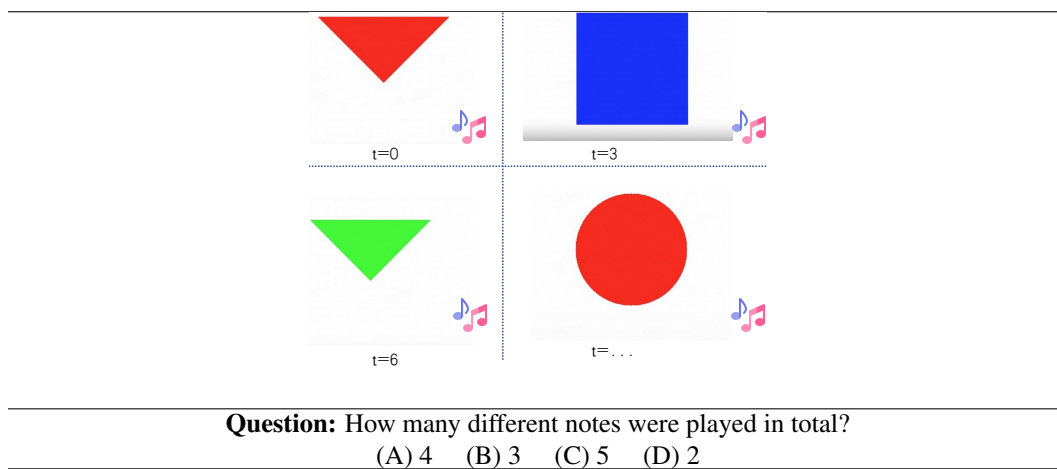 t=0
t=3
t=6
t=...
Question: How many different notes were played in total?
(A) 4 (B) 3 (C) 5 (D) 2